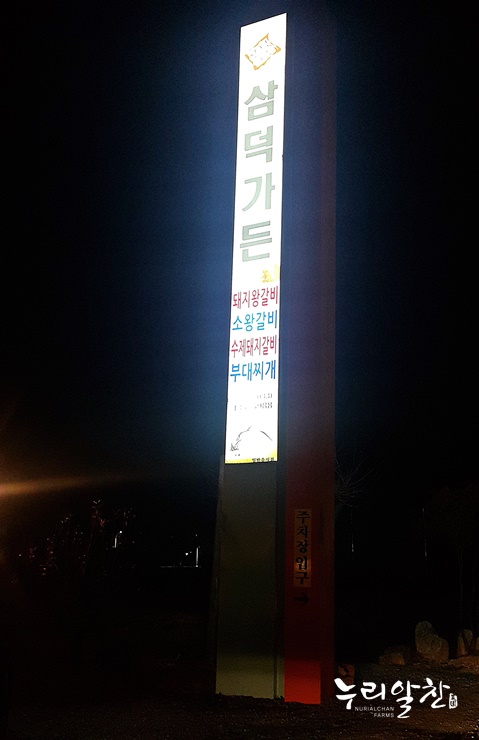 삼덕가든
돼지왕갈비
소왕갈비
수제돼지갈비
부대찌개
주차장입구
누리알찬
NURIALCHAN
FARMS